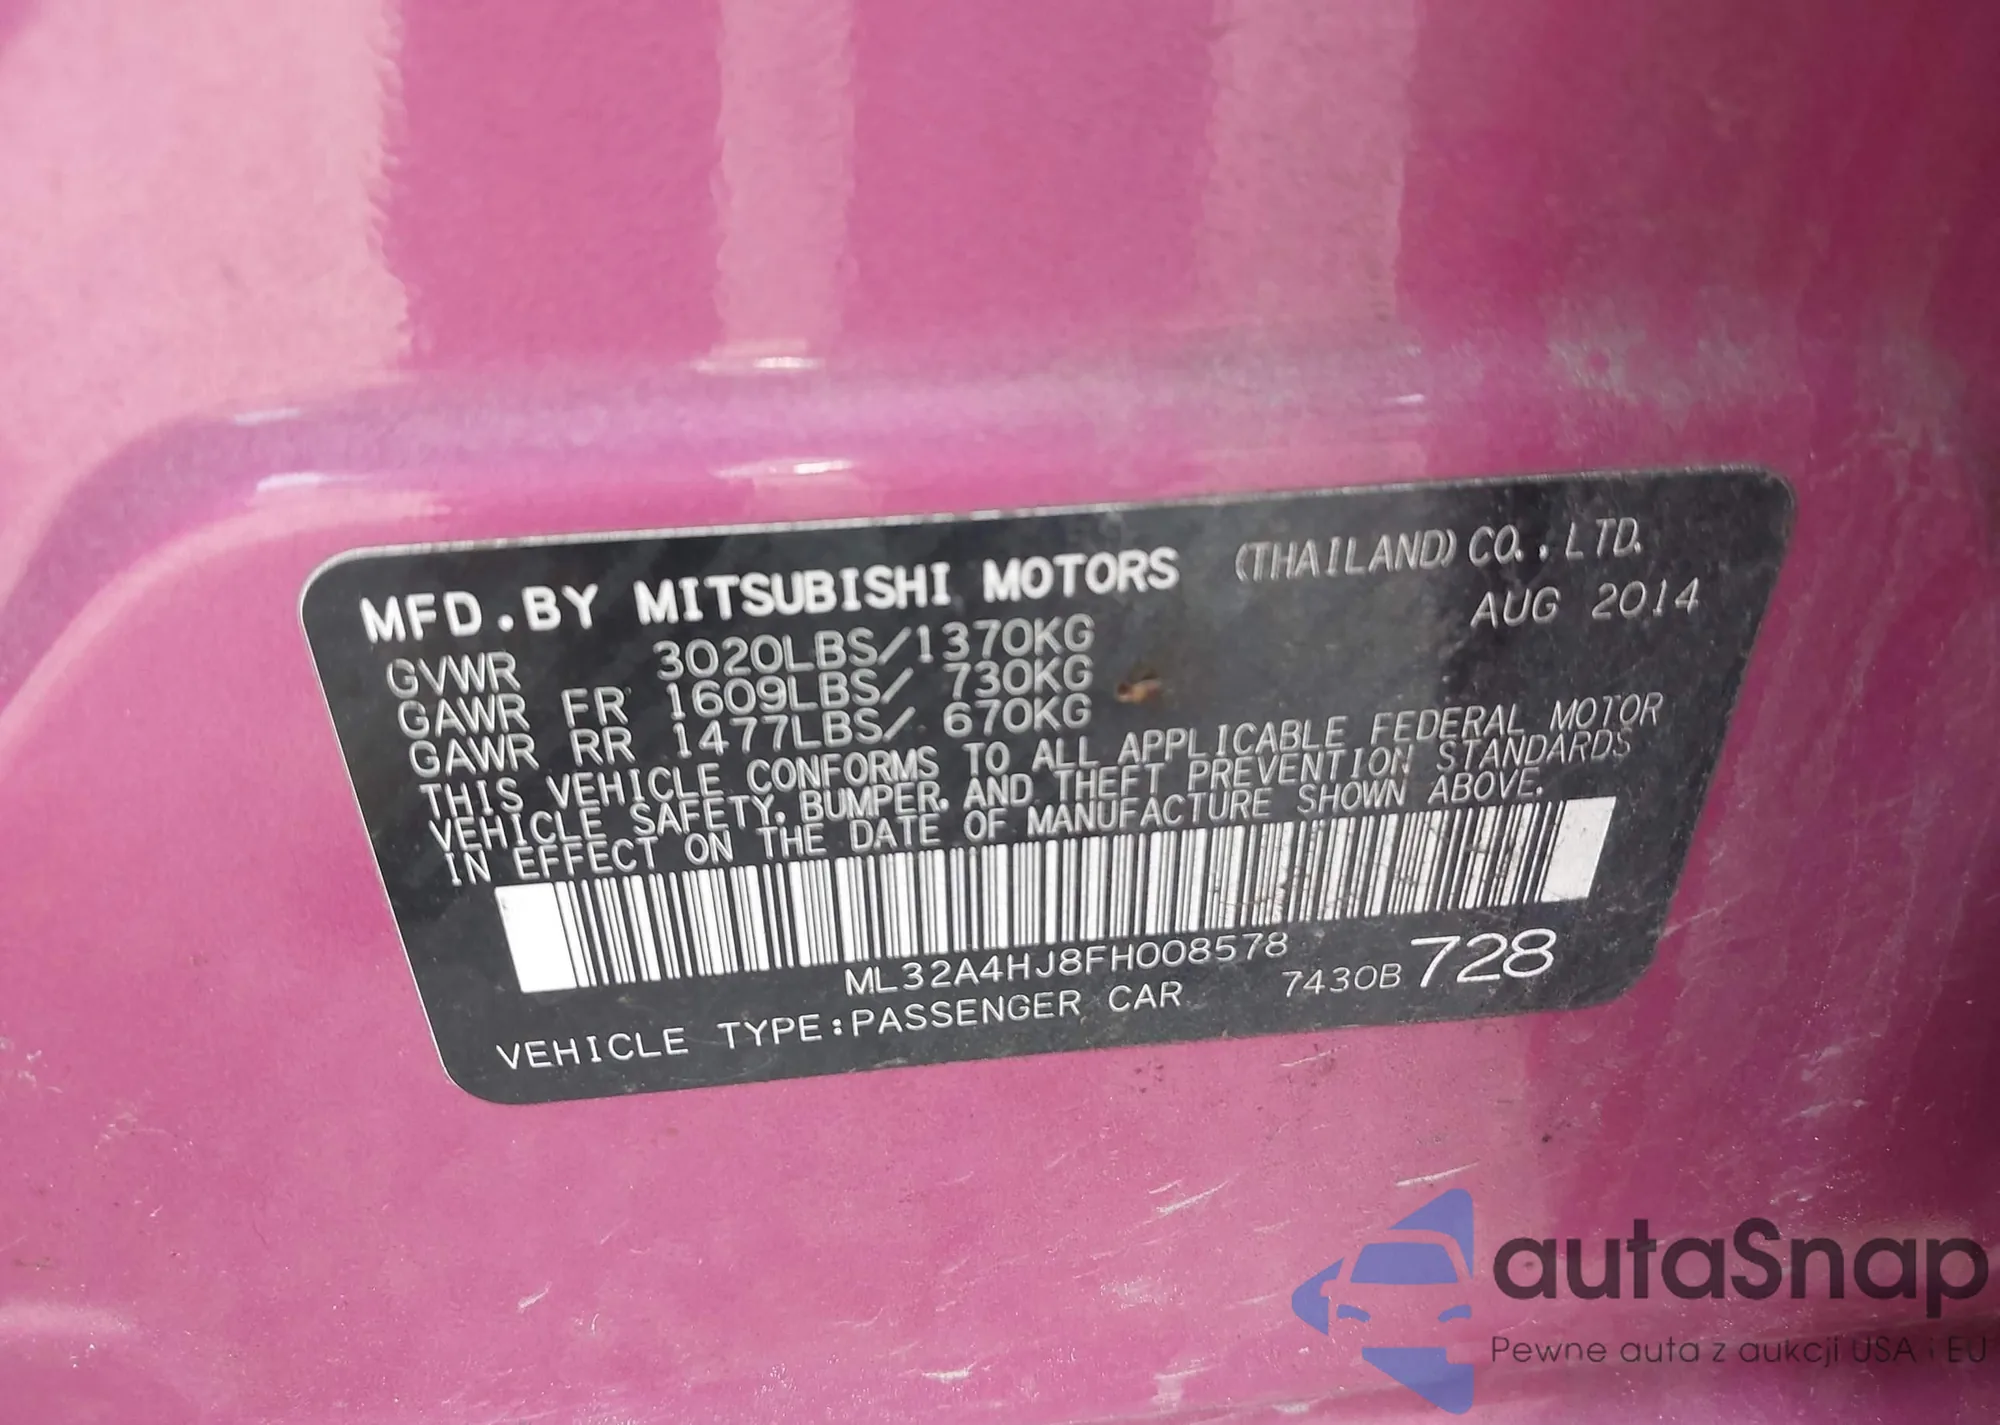 MFD.BY MITSUBISHI MOTORS (THAILAND) CO.,LTD.
AUG 2014
GVWR 3020LBS/1370KG
GAWR FR 1609LBS/ 730KG
GAWR RR 1477LBS/ 670KG
THIS VEHICLE CONFORMS TO ALL APPLICABLE FEDERAL MOTOR
VEHICLE SAFETY, BUMPER, AND THEFT PREVENTION STANDARDS
IN EFFECT ON THE DATE OF MANUFACTURE SHOWN ABOVE.
ML32A4HJ8FH008578
VEHICLE TYPE:PASSENGER CAR 7430B 728
autaSnap
Pewne auta z aukcji USA i EU